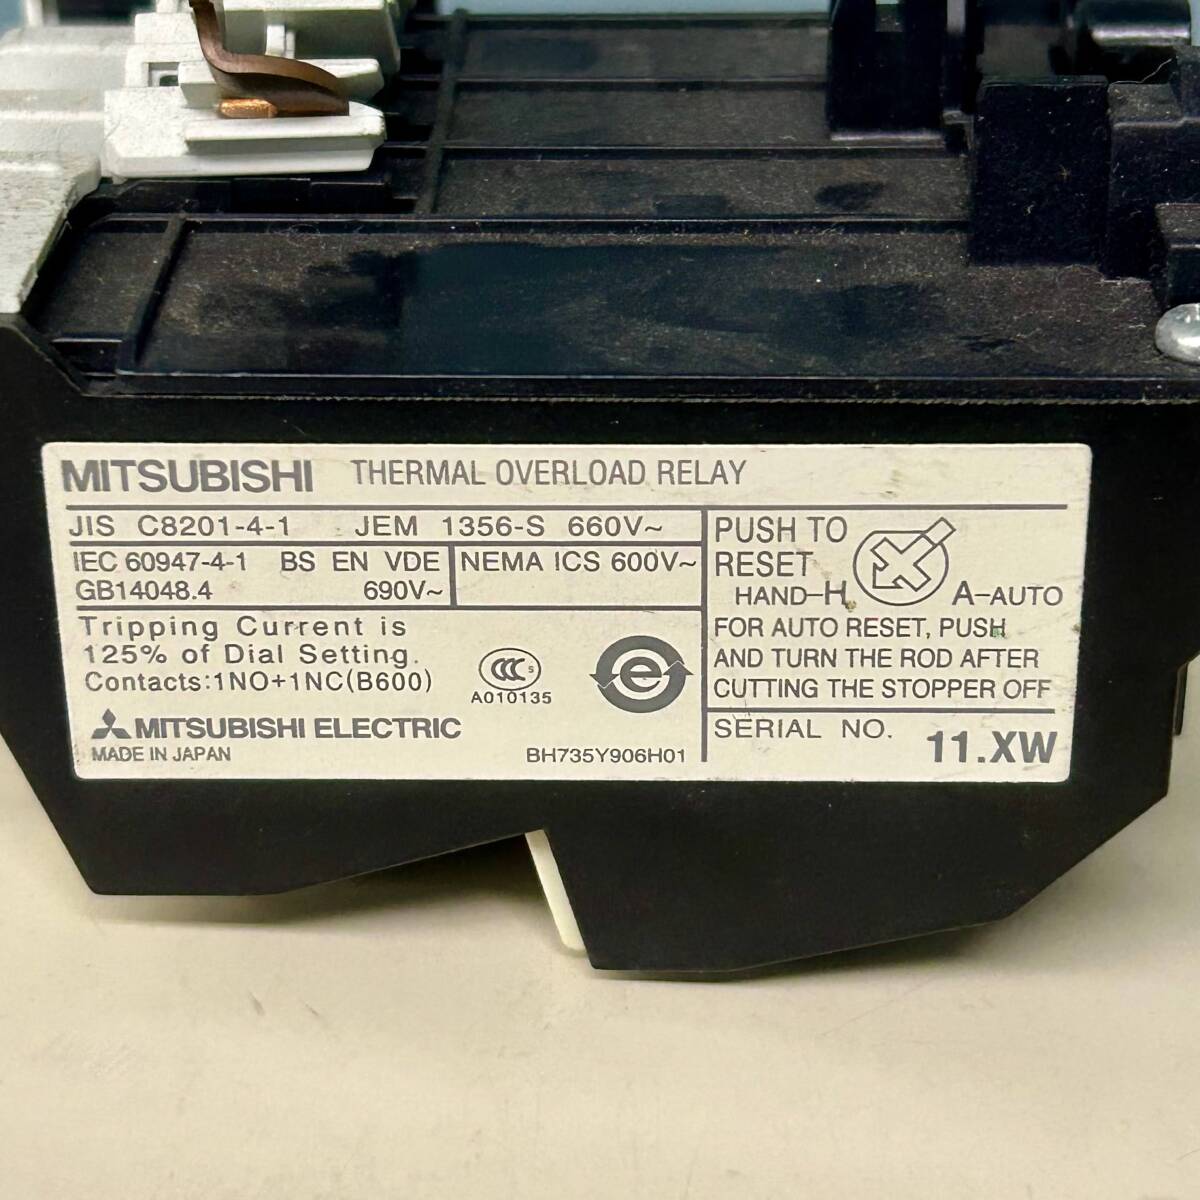 MITSUBISHI THERMAL OVERLOAD RELAY
JIS C8201-4-1 JEM 1356-S 660V~
IEC 60947-4-1 BS EN VDE
GB14048.4 690V~
NEMA ICS 600V~
Tripping Current is
125% of Dial Setting.
Contacts:1NO+1NC(B600)
CCC S
A010135
e
MITSUBISHI ELECTRIC
MADE IN JAPAN
BH735Y906H01
PUSH TO
RESET
HAND-H A-AUTO
FOR AUTO RESET, PUSH
AND TURN THE ROD AFTER
CUTTING THE STOPPER OFF
SERIAL NO.
11.XW